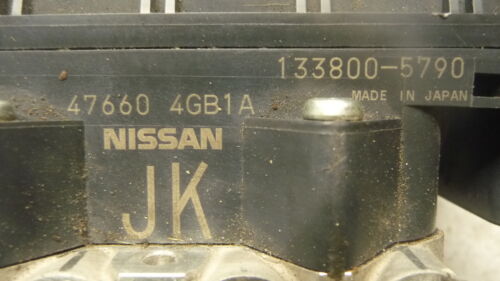 133800-5790
MADE IN JAPAN
47660 4GB1A
NISSAN
JK